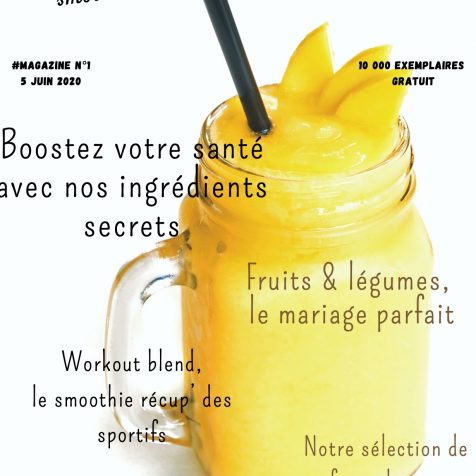 #MAGAZINE N°1
5 JUIN 2020
10 000 EXEMPLAIRES
GRATUIT
Boostez votre santé
avec nos ingrédients
secrets
Fruits & légumes,
le mariage parfait
Workout blend,
le smoothie récup' des
sportifs
Notre sélection de